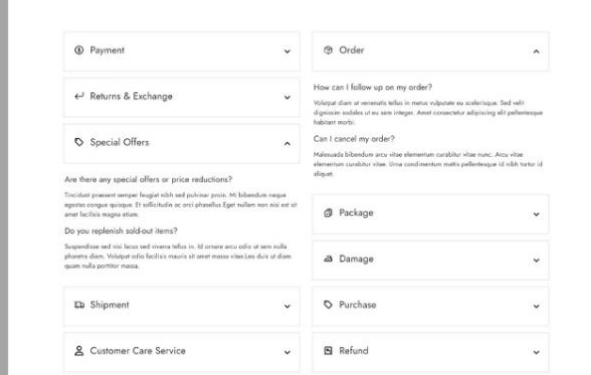 Payment
Returns & Exchange
Special Offers
Are there any special offers or price reductions?
Tincidunt praesent semper feugiat nibh sed pulvinar proin. Mi bibendum neque
egestas congue quisque. Et sollicitudin ac orci phasellus.Eget nullam non nisi est sit
amet facilisis magna etiam.
Do you replenish sold-out items?
Suspendisse sed nisi lacus sed viverra tellus in. Id ornare arcu odio ut sem nulla
pharetra diam. Volutpat odio facilisis mauris sit amet massa vitae.Leo duis ut diam
quam nulla porttitor massa.
Shipment
Customer Care Service
Order
How can I follow up on my order?
Volutpat diam ut venenatis tellus in metus vulputate eu scelerisque. Sed velit
dignissim sodales ut eu sem integer. Amet consectetur adipiscing elit pellentesque
habitant morbi.
Can I cancel my order?
Malesuada bibendum arcu vitae elementum curabitur vitae nunc. Arcu vitae
elementum curabitur vitae. Urna condimentum mattis pellentesque id nibh tortor id
aliquet.
Package
Damage
Purchase
Refund